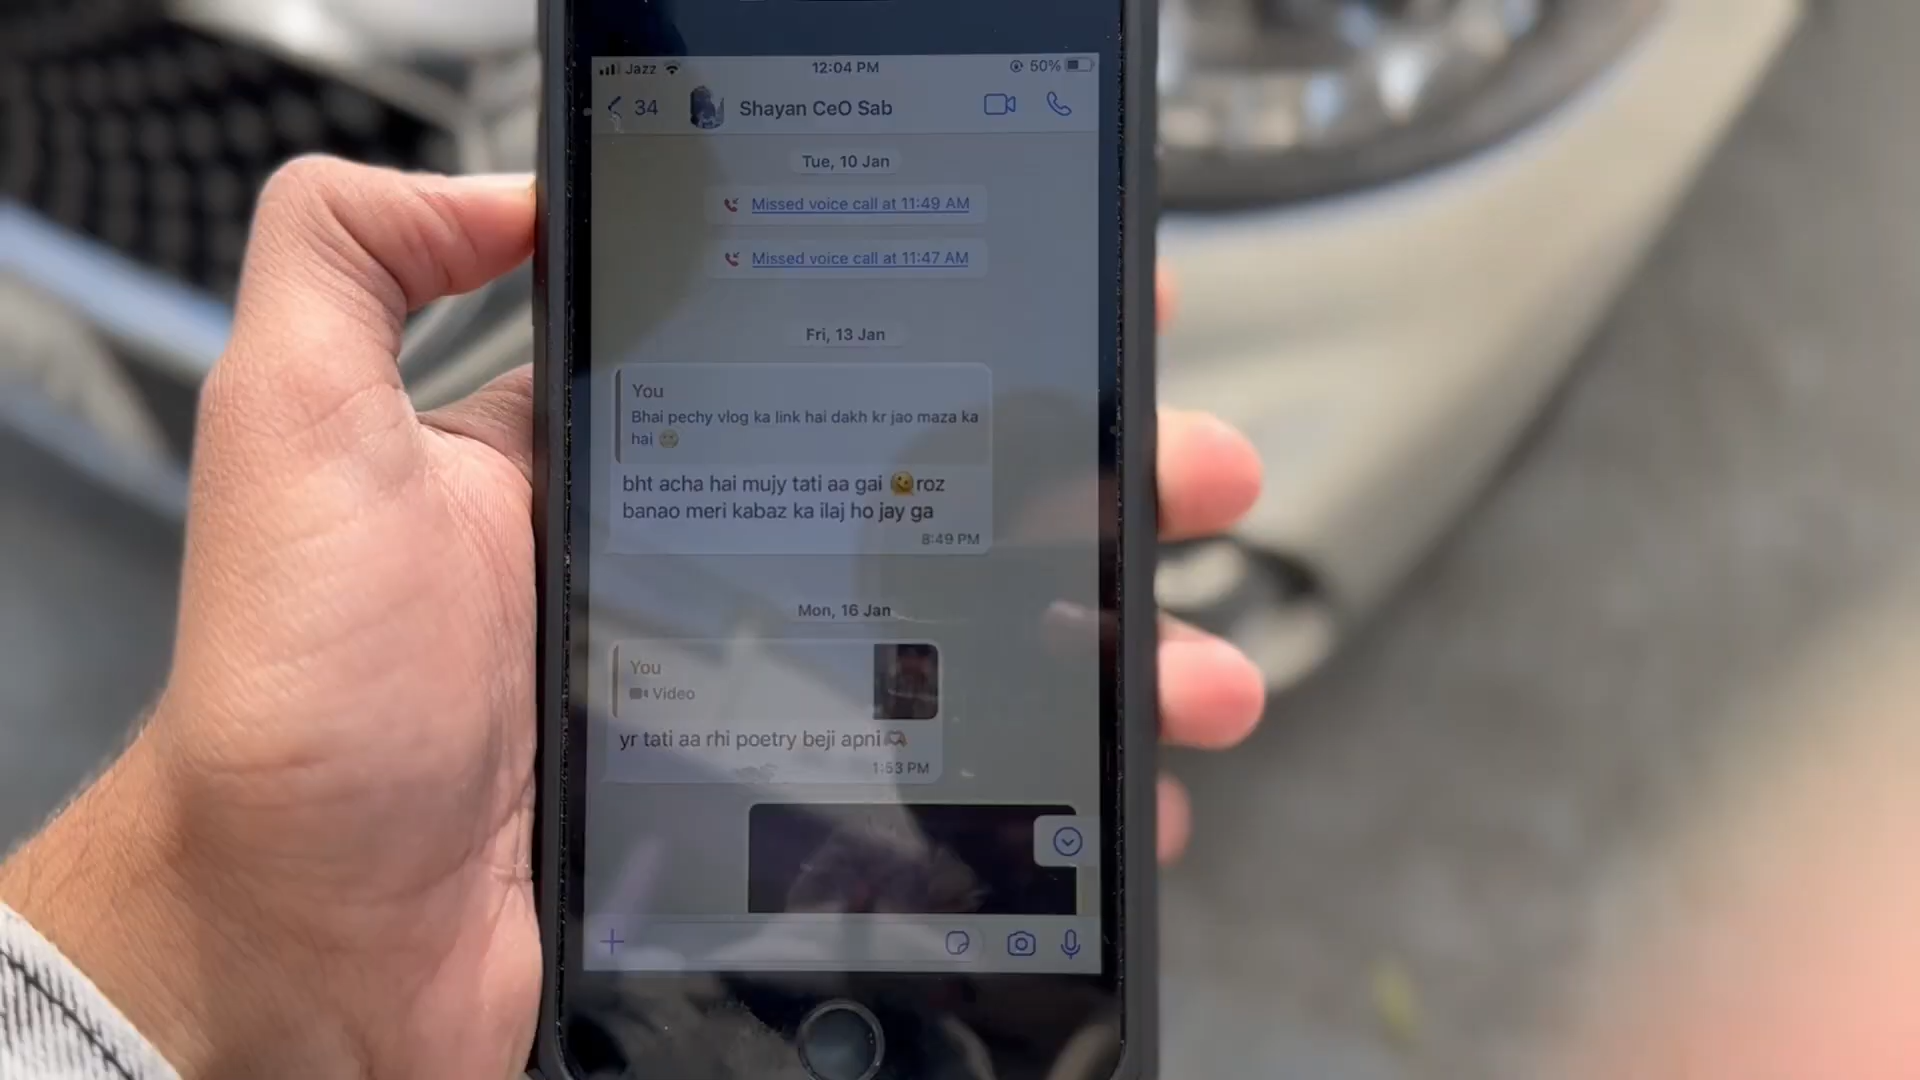 Jazz 12:04 PM 50%
34 Shayan CeO Sab
Tue, 10 Jan
Missed voice call at 11:49 AM
Missed voice call at 11:47 AM
Fri, 13 Jan
You
Bhai pechy vlog ka link hai dakh kr jao maza ka
hai 🙂
bht acha hai mujy tati aa gai 🫠roz
banao meri kabaz ka ilaj ho jay ga
8:49 PM
Mon, 16 Jan
You
Video
yr tati aa rhi poetry beji apni🫶🏽
1:53 PM